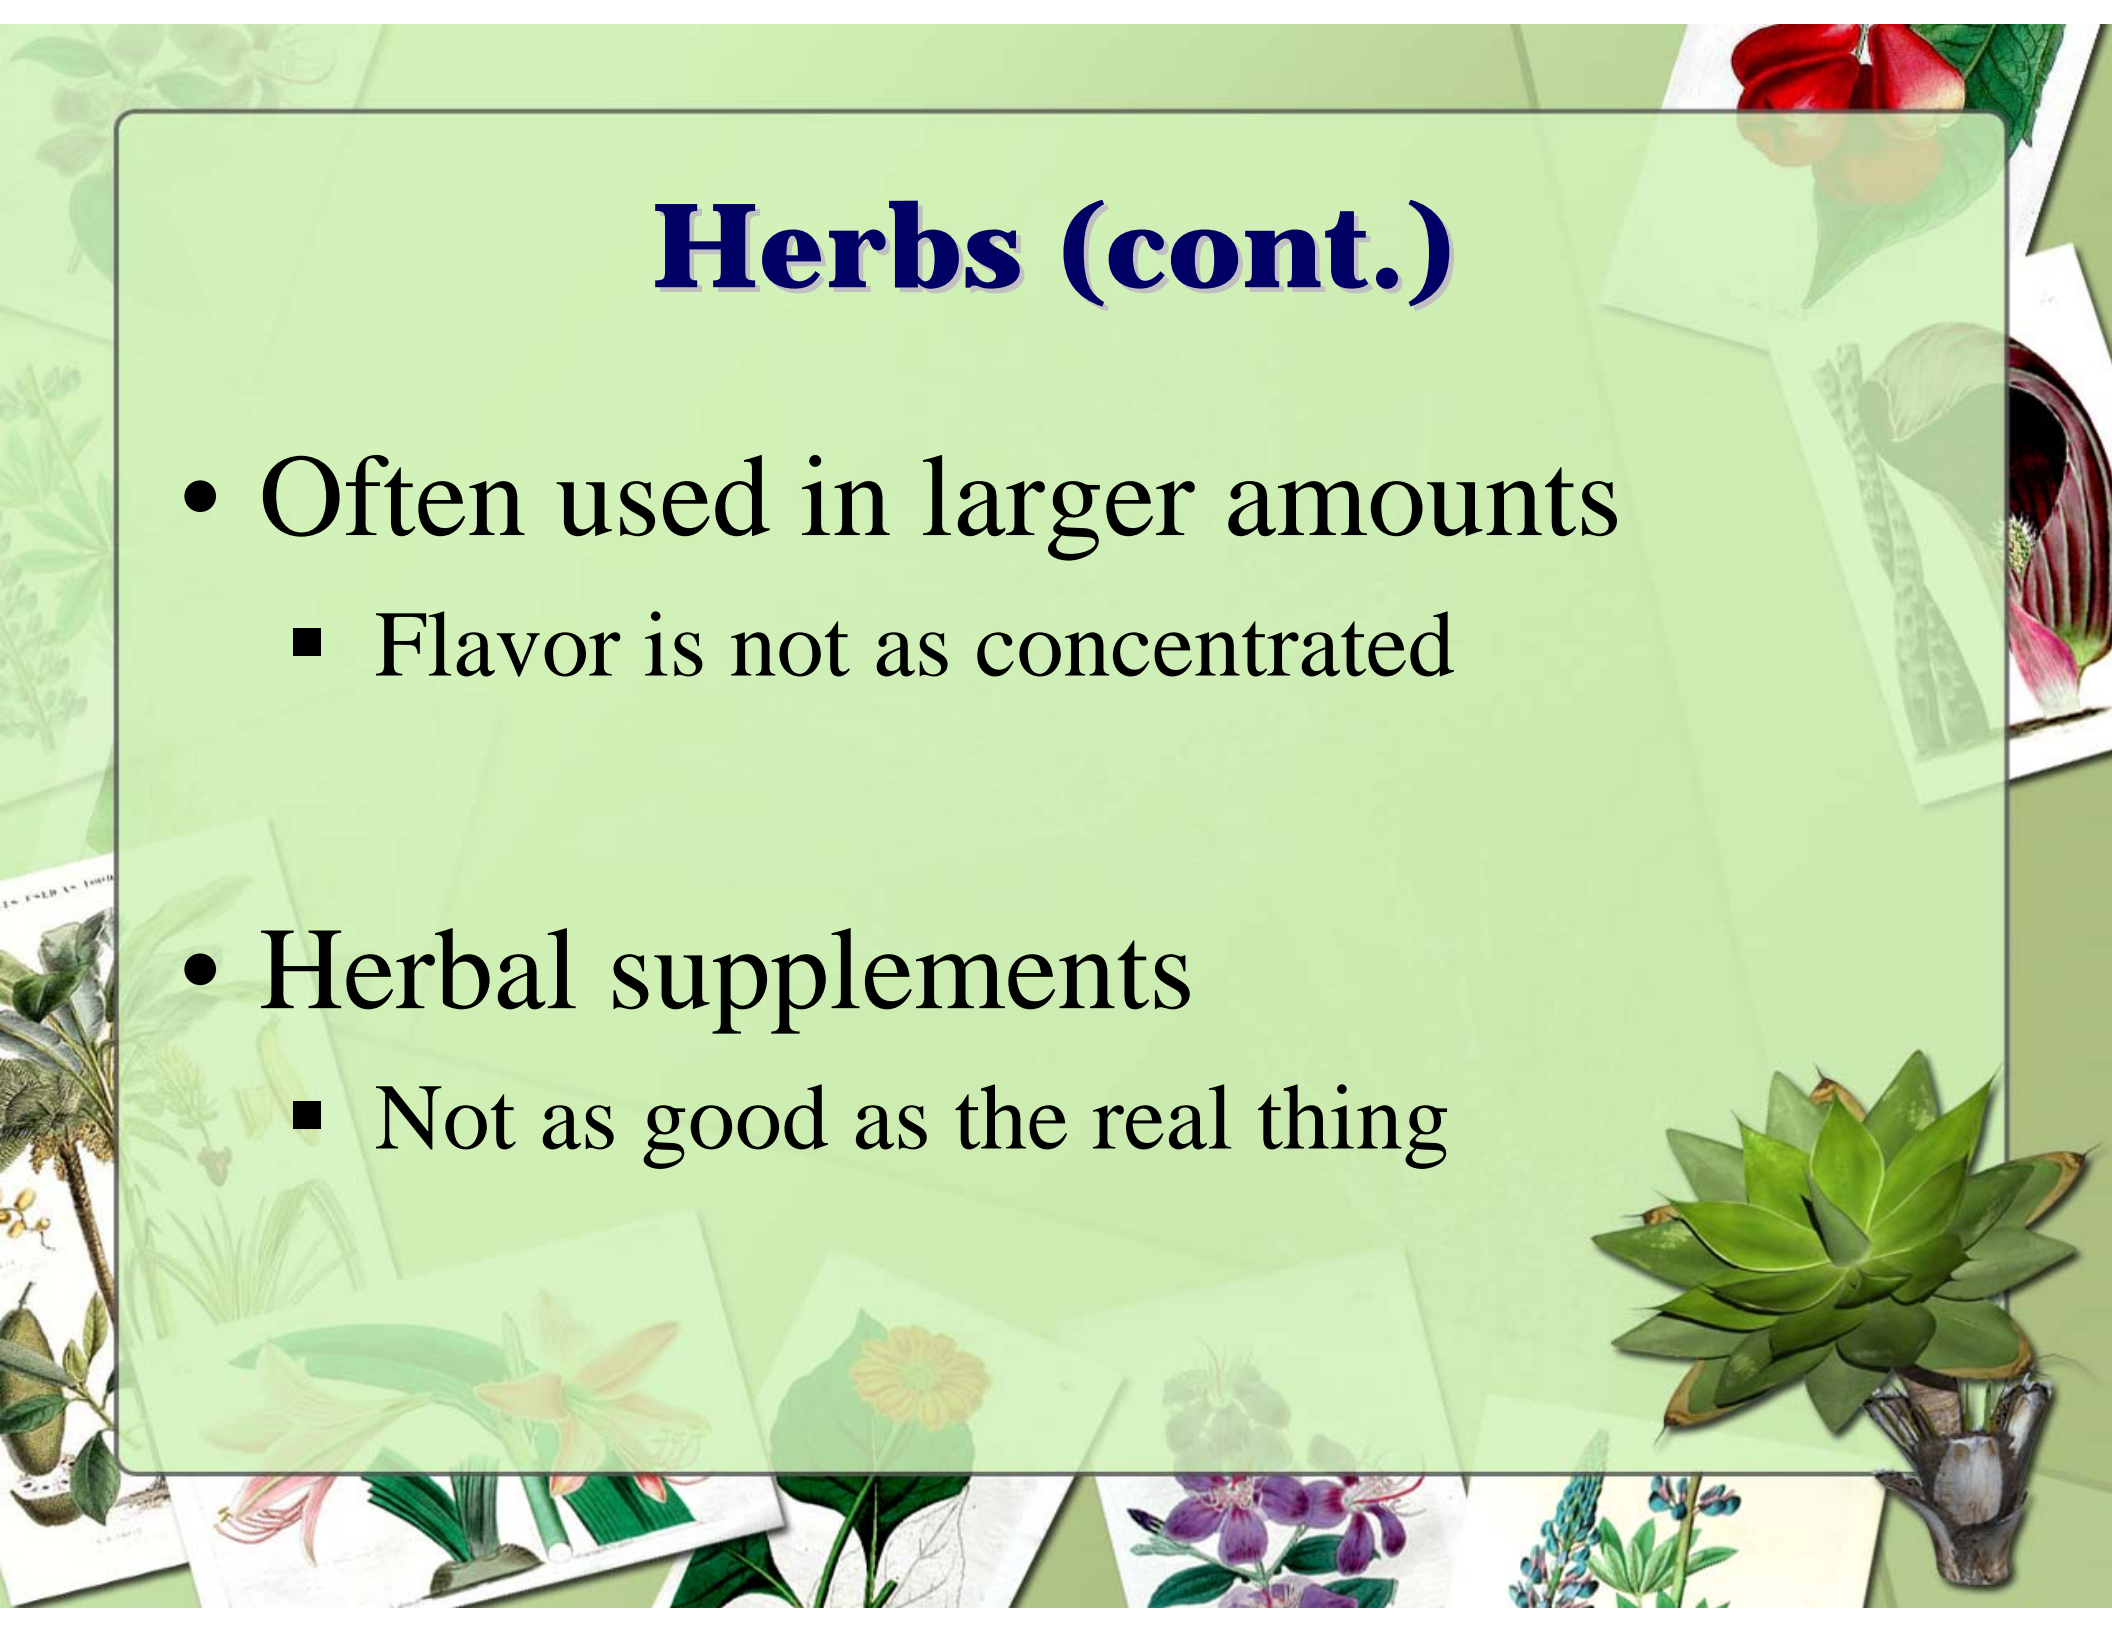 Herbs (cont.)
• Often used in larger amounts
▪ Flavor is not as concentrated
• Herbal supplements
▪ Not as good as the real thing